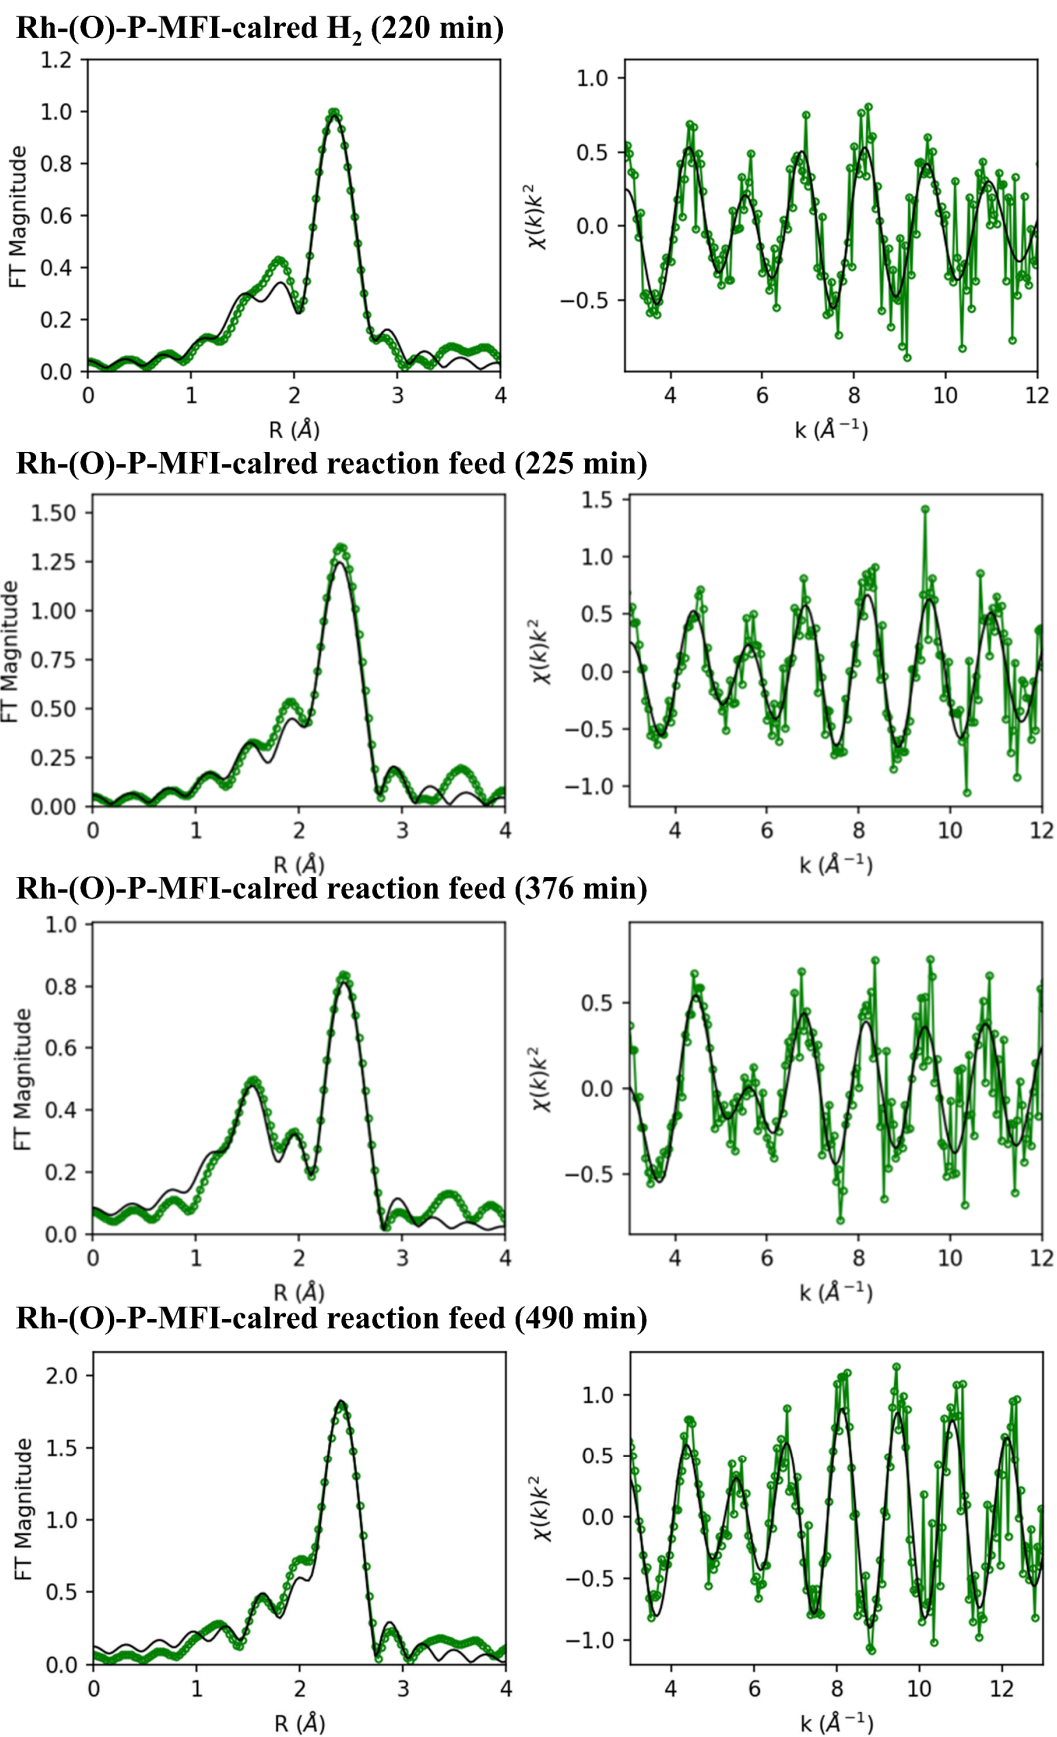 Rh-(O)-P-MFI-calred H₂ (220 min)
1.2
1.0
0.8
0.6
0.4
0.2
0.0
FT Magnitude
0 1 2 3 4
R (Å)
1.0
0.5
0.0
−0.5
χ(k)k²
4 6 8 10 12
k (Å⁻¹)
Rh-(O)-P-MFI-calred reaction feed (225 min)
1.50
1.25
1.00
0.75
0.50
0.25
0.00
FT Magnitude
0 1 2 3 4
R (Å)
1.5
1.0
0.5
0.0
−0.5
−1.0
χ(k)k²
4 6 8 10 12
k (Å⁻¹)
Rh-(O)-P-MFI-calred reaction feed (376 min)
1.0
0.8
0.6
0.4
0.2
0.0
FT Magnitude
0 1 2 3 4
R (Å)
0.5
0.0
−0.5
χ(k)k²
4 6 8 10 12
k (Å⁻¹)
Rh-(O)-P-MFI-calred reaction feed (490 min)
2.0
1.5
1.0
0.5
0.0
FT Magnitude
0 1 2 3 4
R (Å)
1.0
0.5
0.0
−0.5
−1.0
χ(k)k²
4 6 8 10 12
k (Å⁻¹)